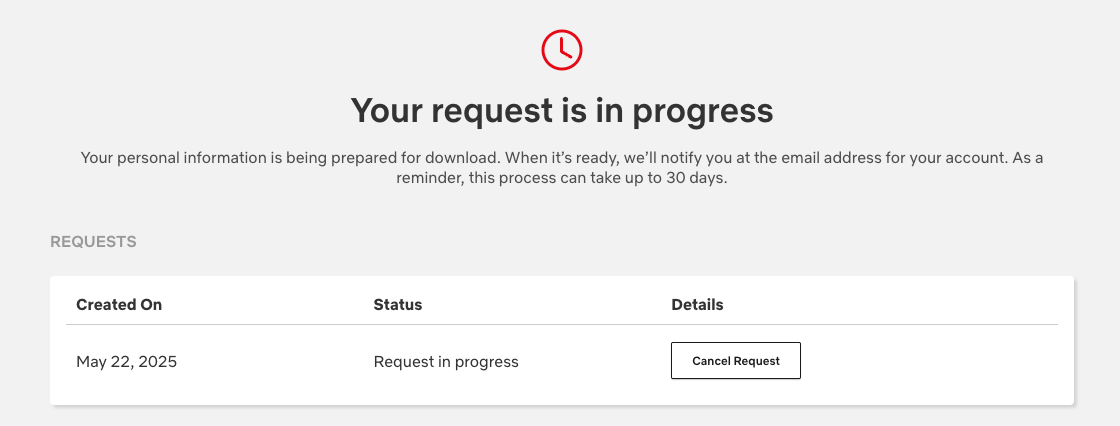 Your request is in progress
Your personal information is being prepared for download. When it’s ready, we’ll notify you at the email address for your account. As a
reminder, this process can take up to 30 days.
REQUESTS
Created On Status Details
May 22, 2025 Request in progress Cancel Request